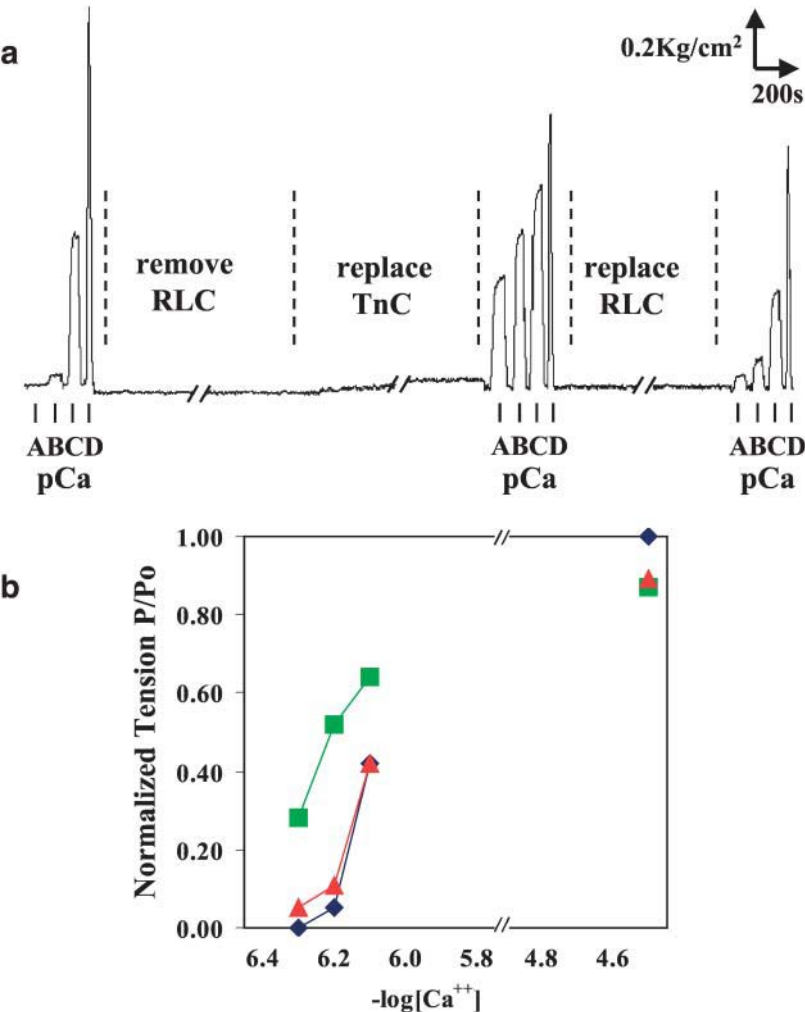 a
0.2Kg/cm²
200s
remove
RLC
replace
TnC
replace
RLC
ABCD
pCa
ABCD
pCa
ABCD
pCa
b
Normalized Tension P/Po
1.00
0.80
0.60
0.40
0.20
0.00
6.4 6.2 6.0 5.8 4.8 4.6
-log[Ca⁺⁺]